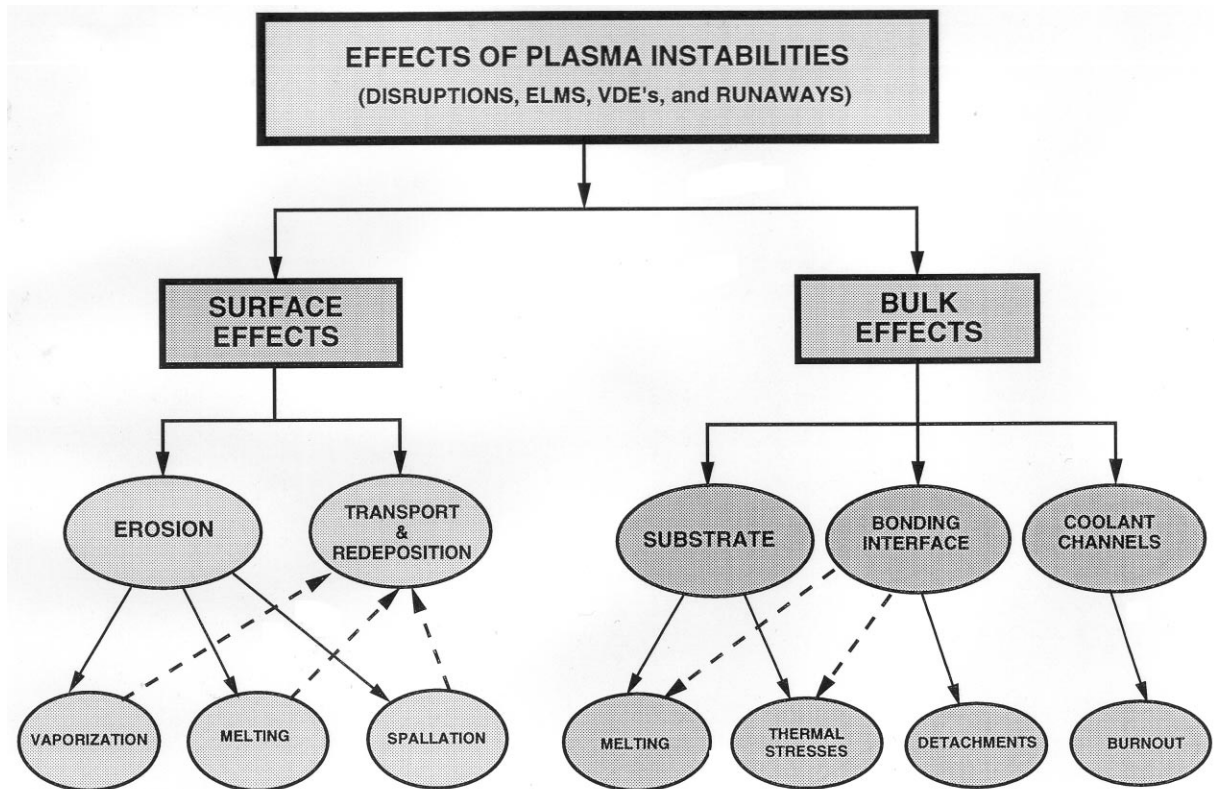 EFFECTS OF PLASMA INSTABILITIES
(DISRUPTIONS, ELMS, VDE's, and RUNAWAYS)
SURFACE
EFFECTS
BULK
EFFECTS
EROSION
TRANSPORT
&
REDEPOSITION
SUBSTRATE
BONDING
INTERFACE
COOLANT
CHANNELS
VAPORIZATION
MELTING
SPALLATION
MELTING
THERMAL
STRESSES
DETACHMENTS
BURNOUT